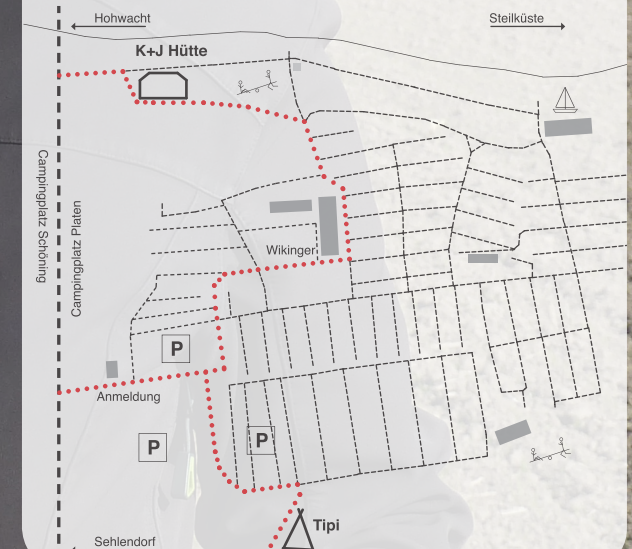 Hohwacht
Steilküste
K+J Hütte
Campingplatz Schöning
Campingplatz Platen
Wikinger
P
Anmeldung
P
P
Tipi
Sehlendorf